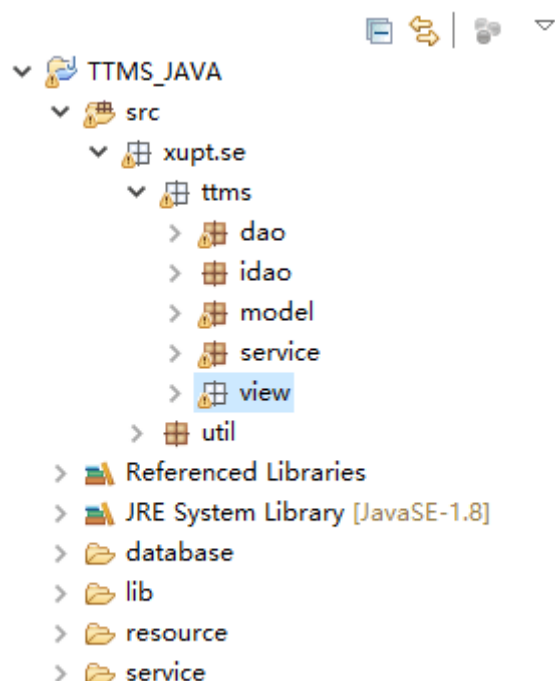 TTMS_JAVA
src
xupt.se
ttms
dao
idao
model
service
view
util
Referenced Libraries
JRE System Library [JavaSE-1.8]
database
lib
resource
service